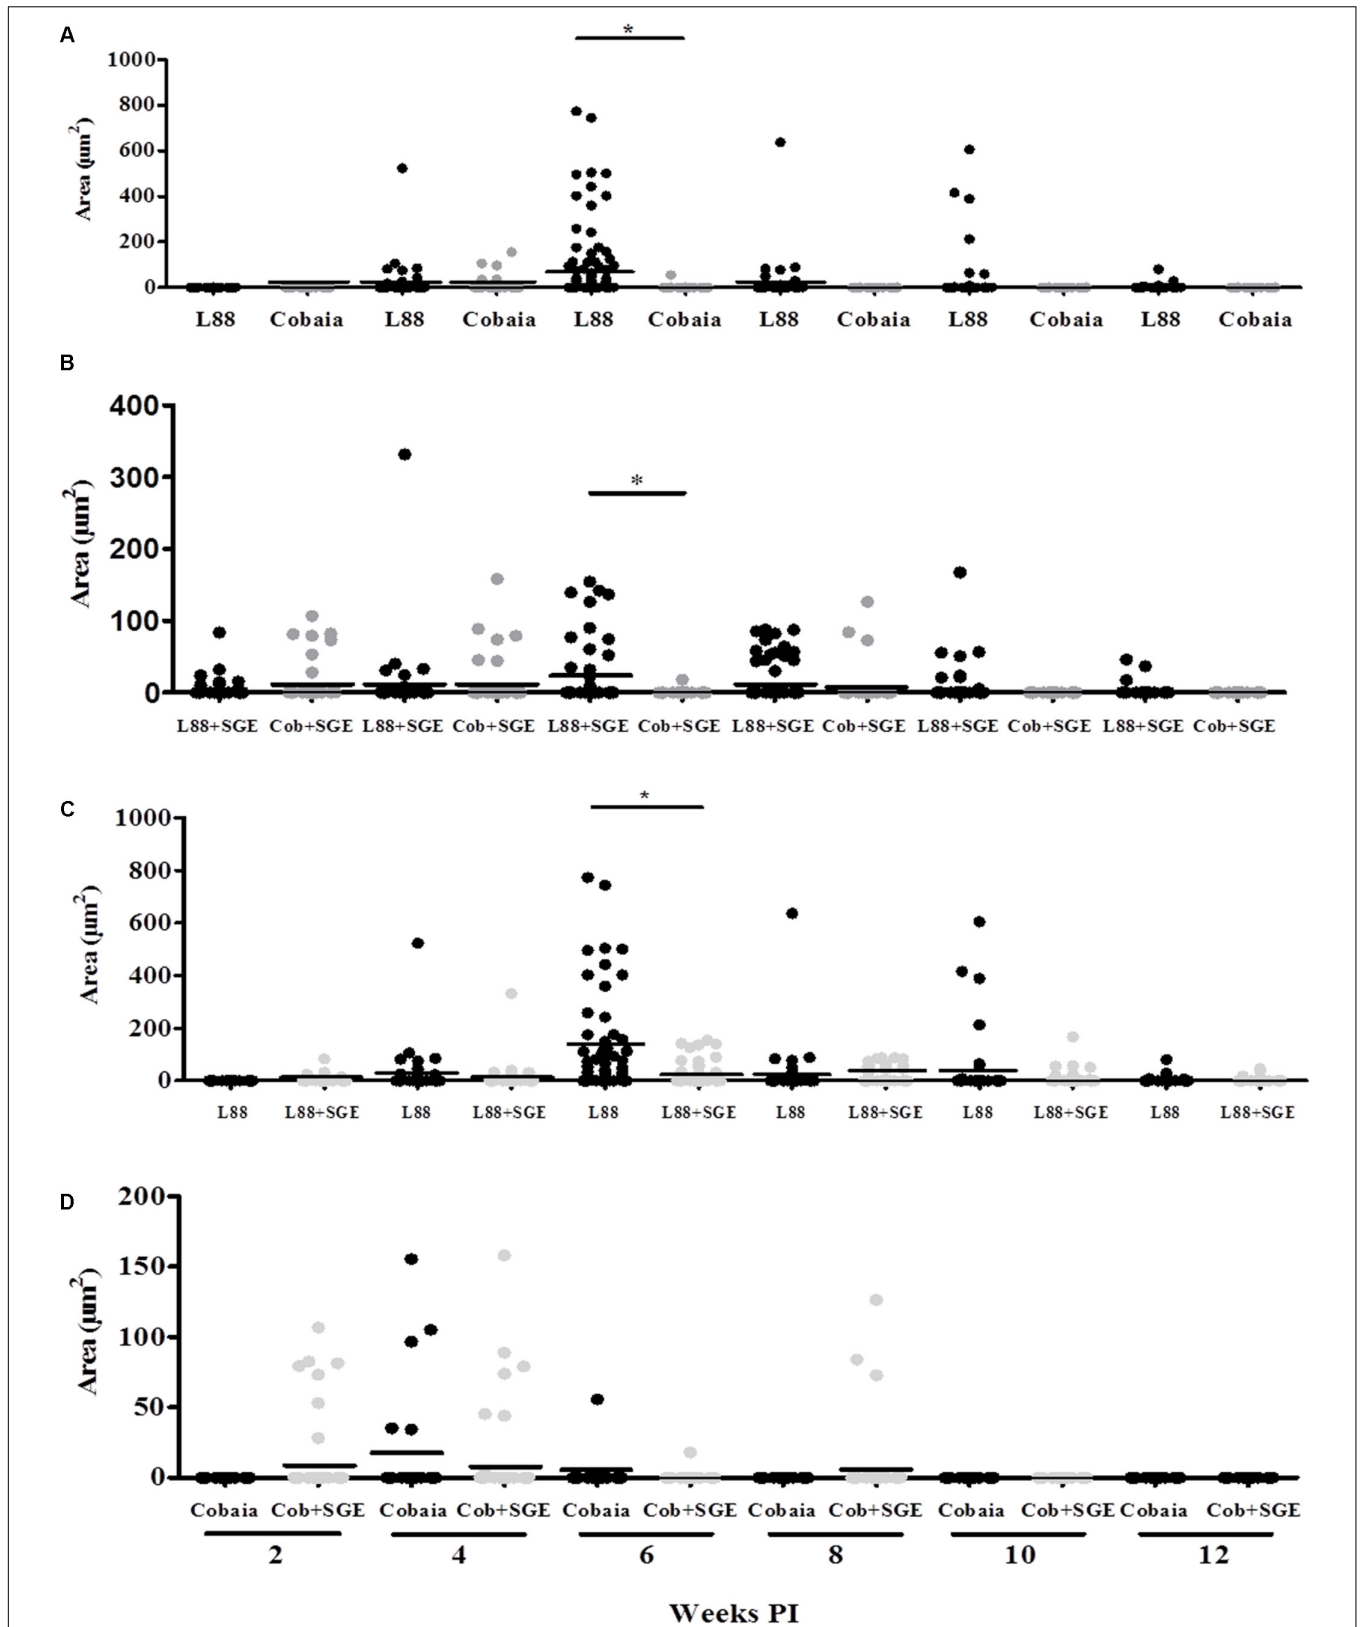 A
*
1000
800
600
400
200
0
Area (µm²)
L88 Cobaia L88 Cobaia L88 Cobaia L88 Cobaia L88 Cobaia L88 Cobaia
B
*
400
300
200
100
0
Area (µm²)
L88+SGE Cob+SGE L88+SGE Cob+SGE L88+SGE Cob+SGE L88+SGE Cob+SGE L88+SGE Cob+SGE L88+SGE Cob+SGE
C
*
1000
800
600
400
200
0
Area (µm²)
L88 L88+SGE L88 L88+SGE L88 L88+SGE L88 L88+SGE L88 L88+SGE L88 L88+SGE
D
200
150
100
50
0
Area (µm²)
Cobaia Cob+SGE Cobaia Cob+SGE Cobaia Cob+SGE Cobaia Cob+SGE Cobaia Cob+SGE Cobaia Cob+SGE
2 4 6 8 10 12
Weeks PI